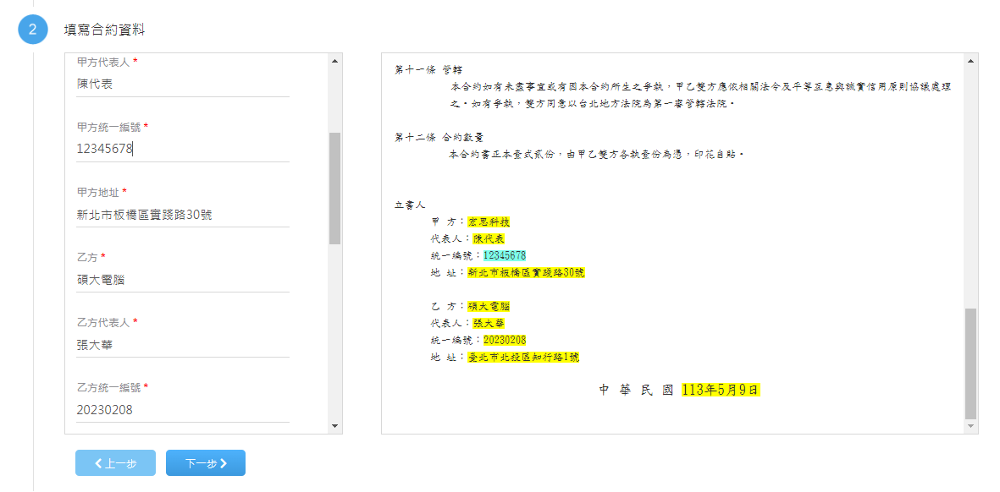 2 填寫合約資料
甲方代表人 *
陳代表
甲方統一編號 *
12345678
甲方地址 *
新北市板橋區實踐路30號
乙方 *
碩大電腦
乙方代表人 *
張大華
乙方統一編號 *
20230208
上一步
下一步
第十一條 管轄
本合約如有未盡事宜或有因本合約所生之爭執，甲乙雙方應依相關法令及平等互惠與誠實信用原則協議處理
之。如有爭執，雙方同意以台北地方法院為第一審管轄法院。
第十二條 合約數量
本合約書正本壹式貳份，由甲乙雙方各執壹份為憑，印花自貼。
立書人
甲 方：宏恩科技
代表人：陳代表
統一編號：12345678
地 址：新北市板橋區實踐路30號
乙 方：碩大電腦
代表人：張大華
統一編號：20230208
地 址：臺北市北投區知行路1號
中 華 民 國 113年5月9日